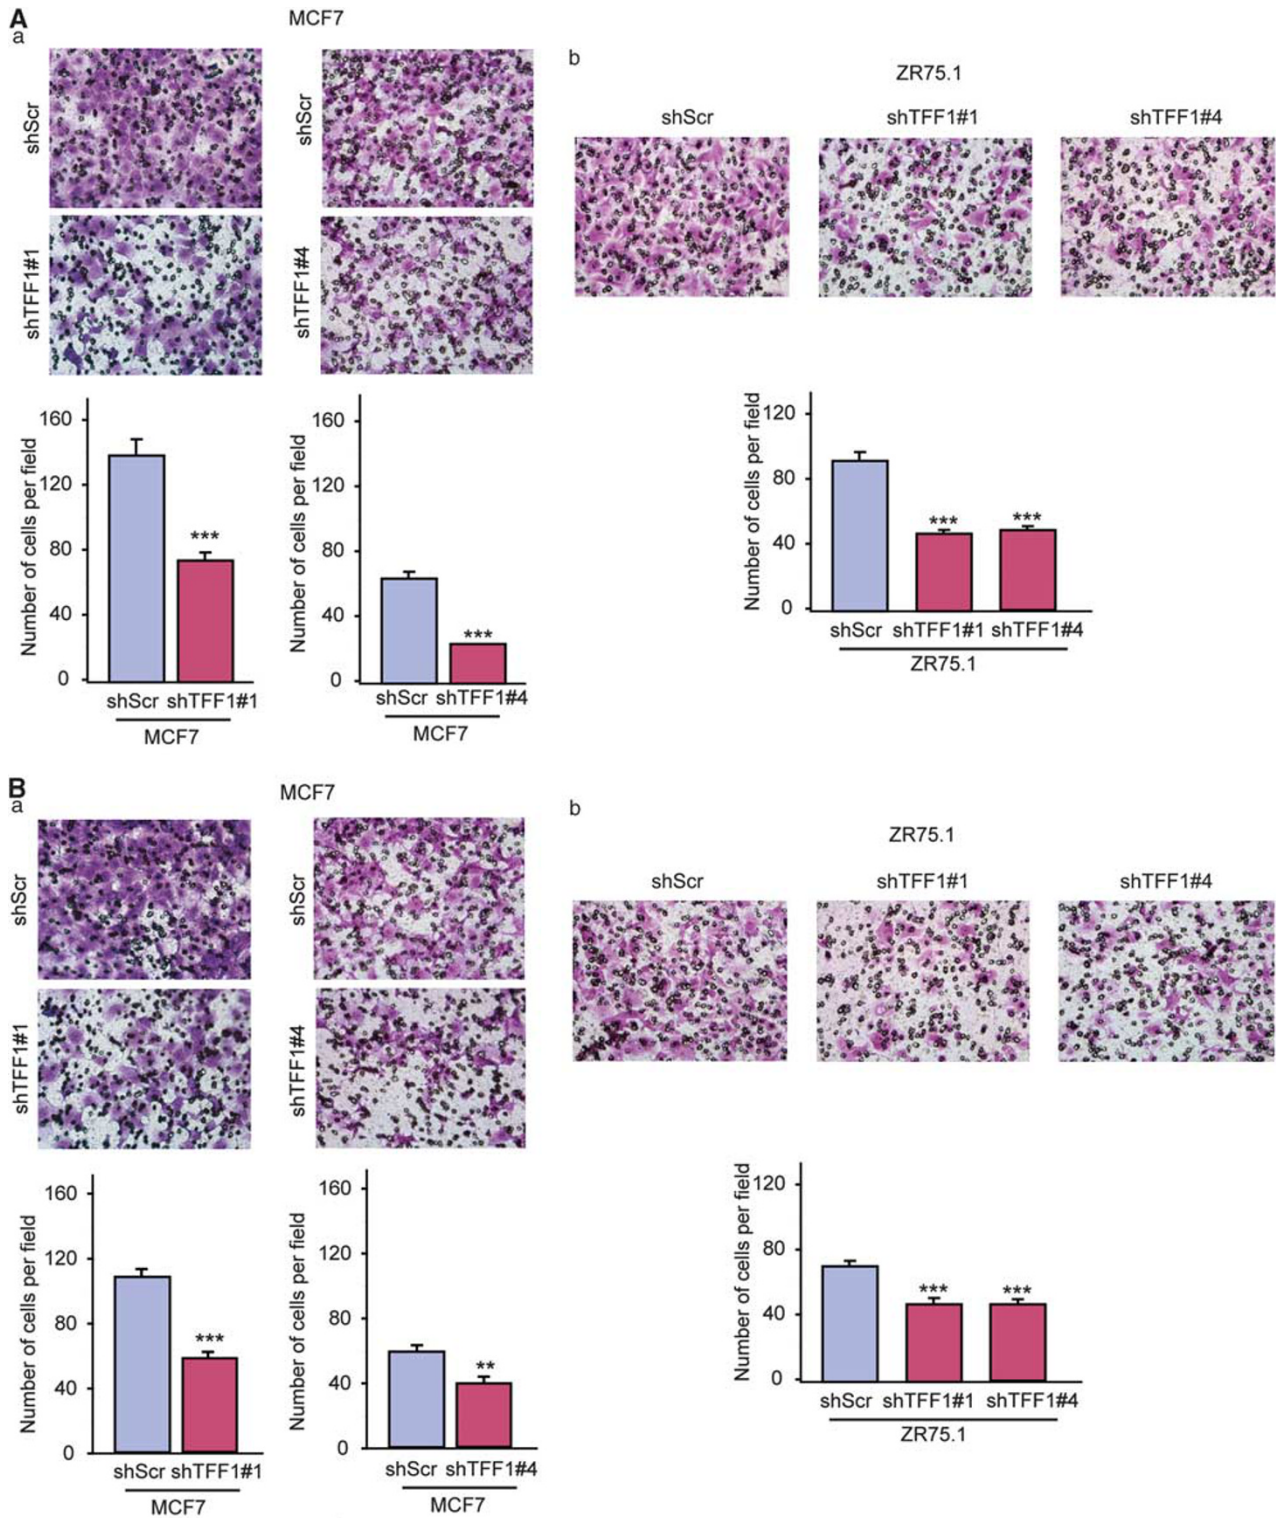 A
a
MCF7
shScr
shScr
shTFF1#1
shTFF1#4
b
ZR75.1
shScr
shTFF1#1
shTFF1#4
Number of cells per field
160
120
80
40
0
***
shScr shTFF1#1
MCF7
Number of cells per field
160
120
80
40
0
***
shScr shTFF1#4
MCF7
Number of cells per field
120
80
40
0
***
***
shScr shTFF1#1 shTFF1#4
ZR75.1
B
a
MCF7
shScr
shScr
shTFF1#1
shTFF1#4
b
ZR75.1
shScr
shTFF1#1
shTFF1#4
Number of cells per field
160
120
80
40
0
***
shScr shTFF1#1
MCF7
Number of cells per field
160
120
80
40
0
**
shScr shTFF1#4
MCF7
Number of cells per field
120
80
40
0
***
***
shScr shTFF1#1 shTFF1#4
ZR75.1